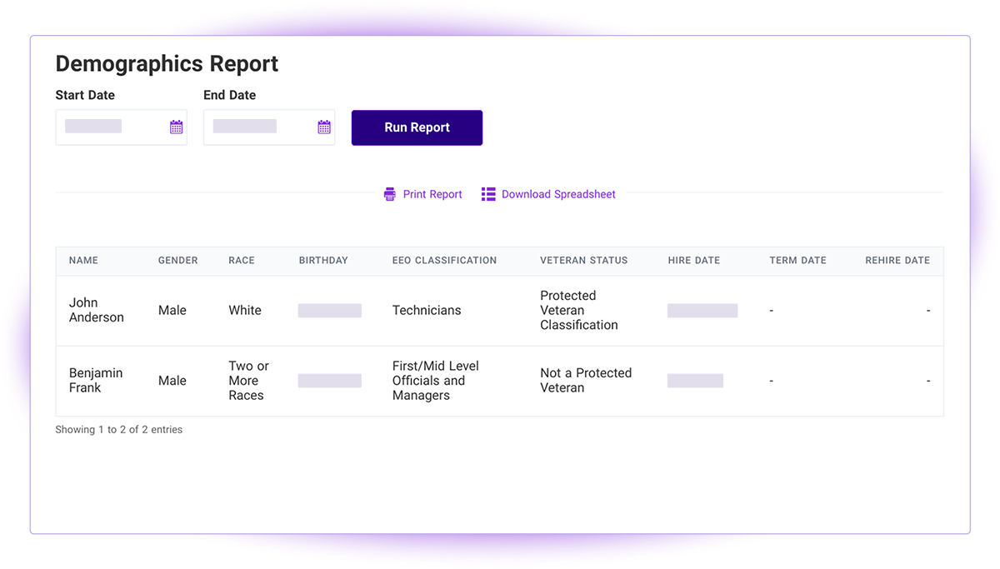 Demographics Report
Start Date End Date
Run Report
Print Report Download Spreadsheet
NAME GENDER RACE BIRTHDAY EEO CLASSIFICATION VETERAN STATUS HIRE DATE TERM DATE REHIRE DATE
John
Anderson
Male
White
Technicians
Protected
Veteran
Classification
-
-
Benjamin
Frank
Male
Two or
More
Races
First/Mid Level
Officials and
Managers
Not a Protected
Veteran
-
-
Showing 1 to 2 of 2 entries